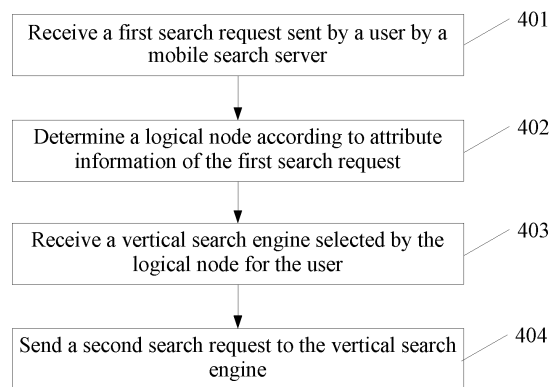 Receive a first search request sent by a user by a
mobile search server
401
Determine a logical node according to attribute
information of the first search request
402
Receive a vertical search engine selected by the
logical node for the user
403
Send a second search request to the vertical search
engine
404